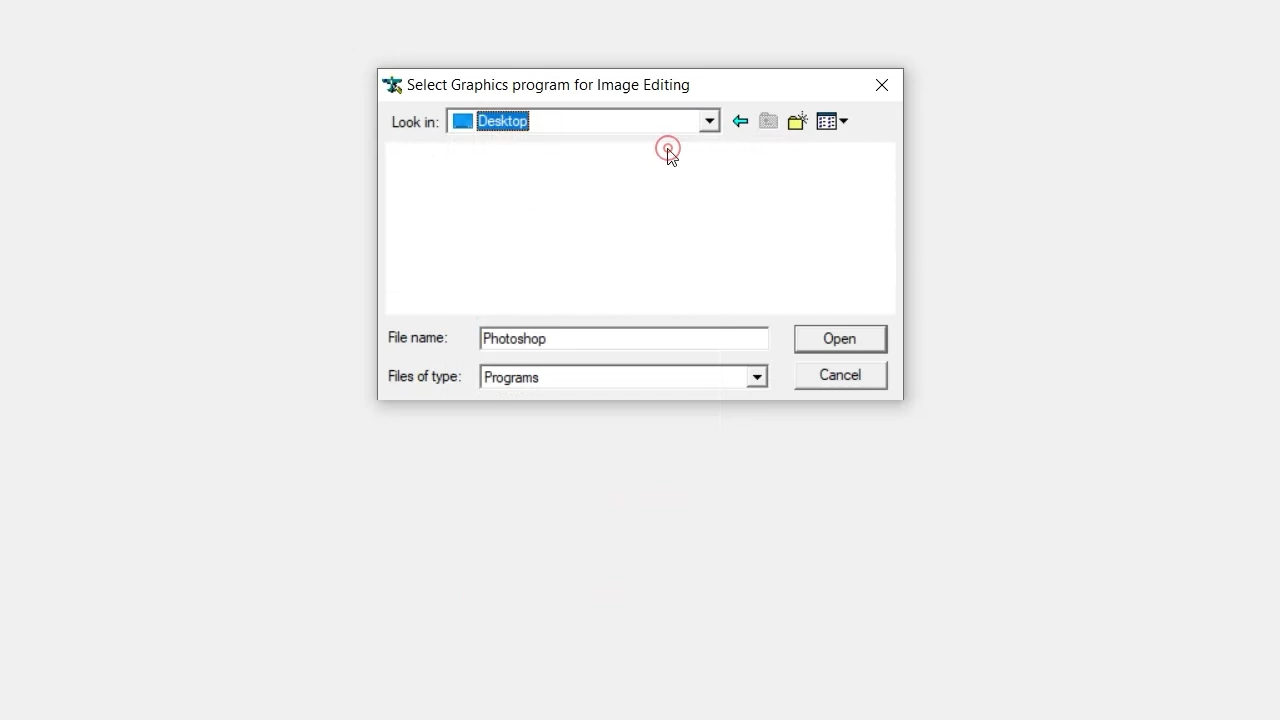 Select Graphics program for Image Editing
Look in: Desktop
File name: Photoshop Open
Files of type: Programs Cancel